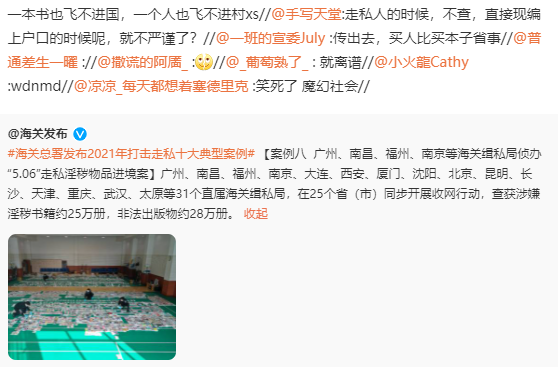 一本书也飞不进国，一个人也飞不进村xs//@手写天堂:走私人的时候，不查，直接现编
上户口的时候呢，就不严谨了？//@一班的宣委July :传出去，买人比买本子省事//@普
通差生一曜 ://@撒谎的阿厴_ ://@_葡萄熟了_ : 就离谱//@小火龍Cathy
:wdnmd//@凉凉_每天都想着塞德里克 :笑死了 魔幻社会//
@海关发布
#海关总署发布2021年打击走私十大典型案例# 【案例八 广州、南昌、福州、南京等海关缉私局侦办
“5.06”走私淫秽物品进境案】广州、南昌、福州、南京、大连、西安、厦门、沈阳、北京、昆明、长
沙、天津、重庆、武汉、太原等31个直属海关缉私局，在25个省（市）同步开展收网行动，查获涉嫌
淫秽书籍约25万册，非法出版物约28万册。 收起